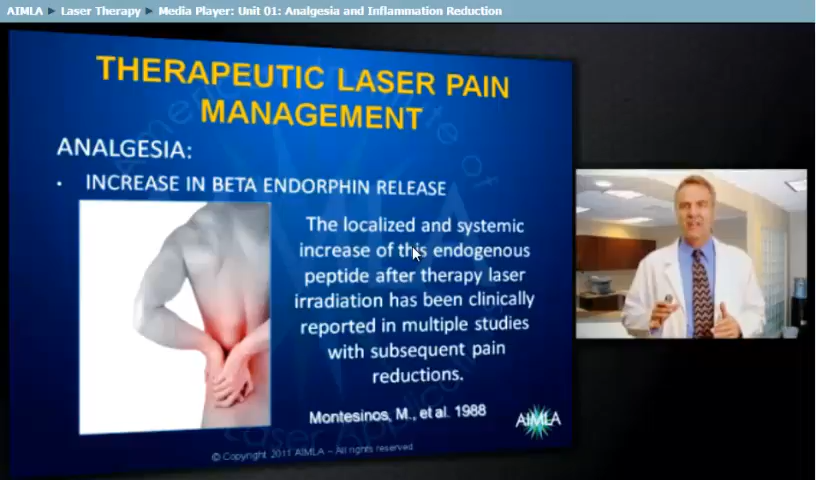 AIMLA ► Laser Therapy ► Media Player: Unit 01: Analgesia and Inflammation Reduction
THERAPEUTIC LASER PAIN
MANAGEMENT
ANALGESIA:
• INCREASE IN BETA ENDORPHIN RELEASE
The localized and systemic
increase of this endogenous
peptide after therapy laser
irradiation has been clinically
reported in multiple studies
with subsequent pain
reductions.
Montesinos, M., et al. 1988
AIMLA
© Copyright 2011 AIMLA – All rights reserved